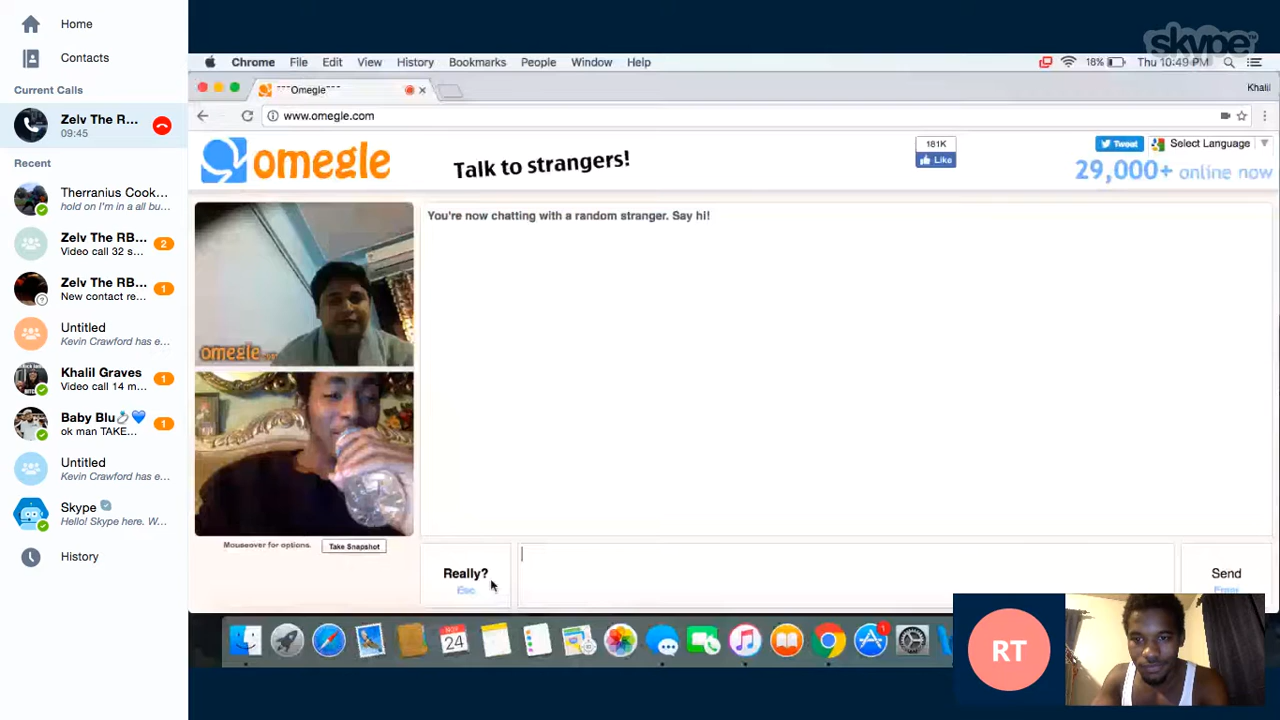 Home
Contacts
Current Calls
Zelv The R...
09:45
Recent
Therranius Cook...
hold on I'm in a all bu...
Zelv The RB...
Video call 32 s...
2
Zelv The RB...
New contact re...
1
Untitled
Kevin Crawford has e...
Khalil Graves
Video call 14 m...
1
Baby Blu
ok man TAKE...
1
Untitled
Kevin Crawford has e...
Skype
Hello! Skype here. W...
History
skype™
Chrome File Edit View History Bookmarks People Window Help
18% Thu 10:49 PM
Omegle
Khalil
www.omegle.com
omegle
Talk to strangers!
181K
Like
Tweet
Select Language
29,000+ online now
You're now chatting with a random stranger. Say hi!
omegle
Mouseover for options.
Take Snapshot
Really?
Esc
Send
Enter
NOV
24
1
RT